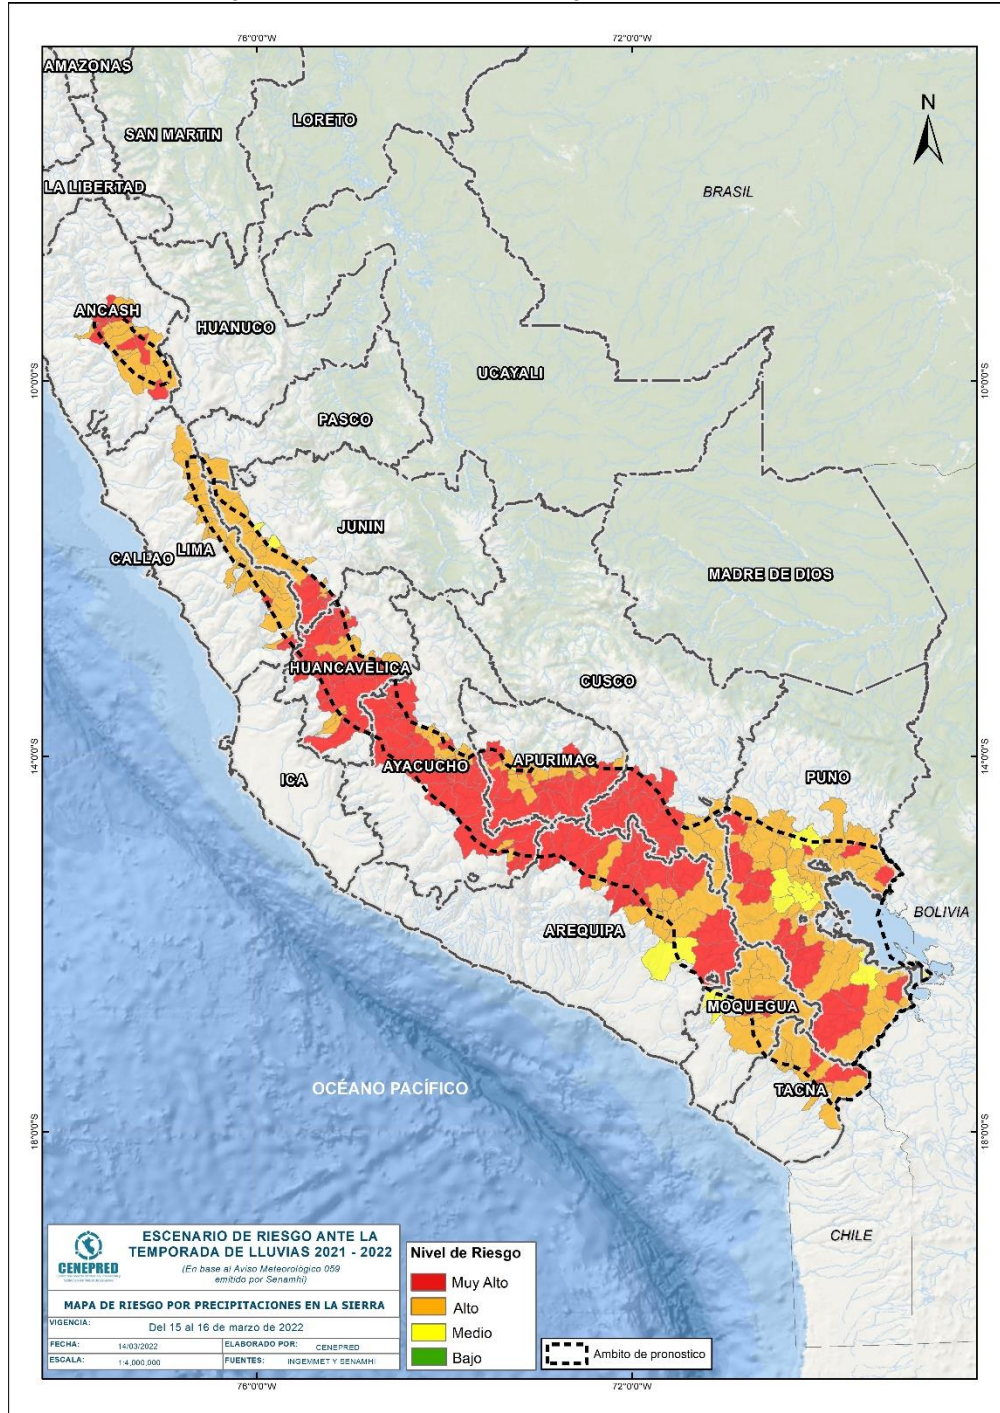 76°0'0"W
72°0'0"W
AMAZONAS
LORETO
SAN MARTIN
N
LA LIBERTAD
BRASIL
ANCASH
HUANUCO
UCAYALI
10°0'0"S
10°0'0"S
PASCO
JUNIN
LIMA
CALLAO
MADRE DE DIOS
HUANCAVELICA
CUSCO
14°0'0"S
14°0'0"S
APURIMAC
AYACUCHO
PUNO
ICA
BOLIVIA
AREQUIPA
MOQUEGUA
OCÉANO PACÍFICO
TACNA
18°0'0"S
18°0'0"S
CHILE
CENEPRED
ESCENARIO DE RIESGO ANTE LA
TEMPORADA DE LLUVIAS 2021 - 2022
(En base al Aviso Meteorológico 059
emitido por Senamhi)
MAPA DE RIESGO POR PRECIPITACIONES EN LA SIERRA
VIGENCIA: Del 15 al 16 de marzo de 2022
FECHA: 14/03/2022 ELABORADO POR: CENEPRED
ESCALA: 1:4,000,000 FUENTES: INGEMMET Y SENAMHI
Nivel de Riesgo
Muy Alto
Alto
Medio
Bajo
Ambito de pronostico
76°0'0"W
72°0'0"W